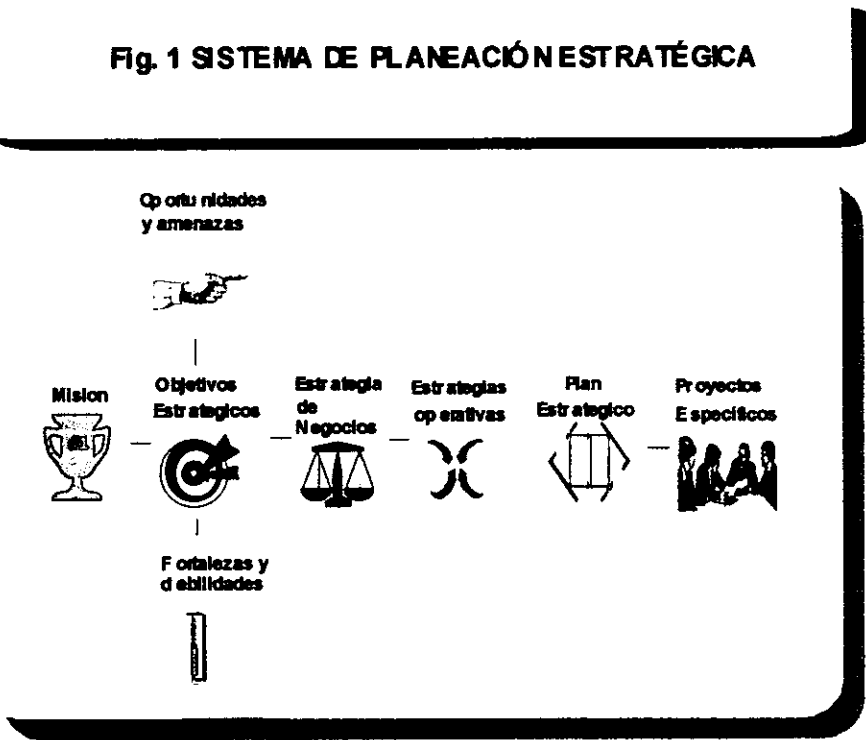 Fig. 1 SISTEMA DE PLANEACIÓN ESTRATÉGICA
Oportunidades
y amenazas
Mision
Objetivos
Estrategicos
Estrategia
de
Negocios
Estrategias
operativas
Plan
Estrategico
Proyectos
Especificos
Fortalezas y
debilidades